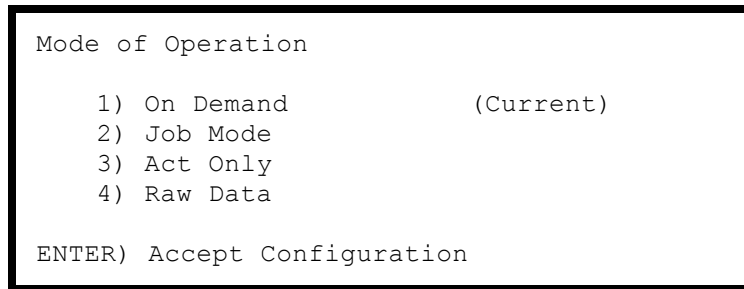 Mode of Operation
1) On Demand (Current)
2) Job Mode
3) Act Only
4) Raw Data
ENTER) Accept Configuration